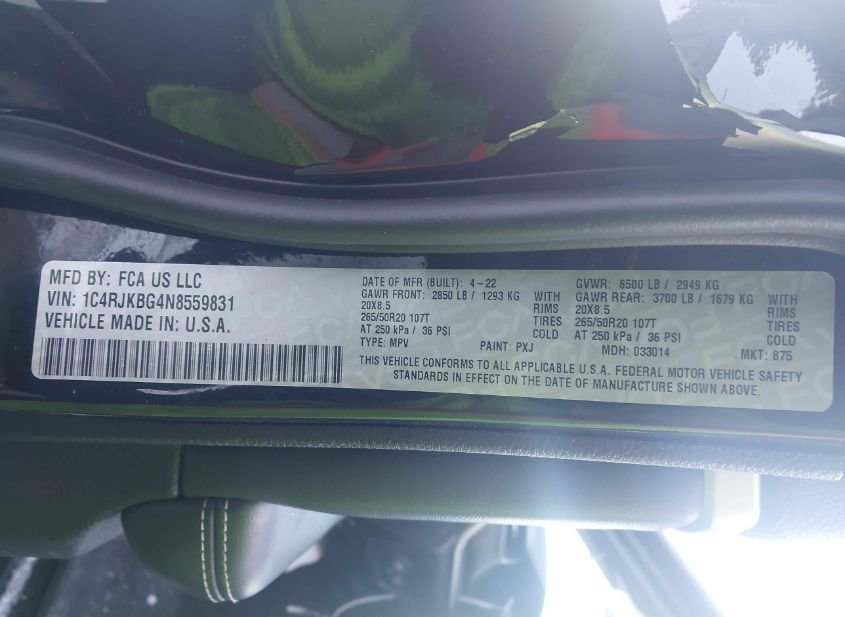 MFD BY: FCA US LLC
VIN: 1C4RJKBG4N8559831
VEHICLE MADE IN: U.S.A.
DATE OF MFR (BUILT): 4-22 GVWR: 6500 LB / 2949 KG
GAWR FRONT: 2850 LB / 1293 KG WITH GAWR REAR: 3700 LB / 1679 KG WITH
20X8.5 RIMS 20X8.5 RIMS
265/50R20 107T TIRES 265/50R20 107T TIRES
AT 250 kPa / 36 PSI COLD AT 250 kPa / 36 PSI COLD
TYPE: MPV PAINT: PXJ MDH: 033014 MKT: 875
THIS VEHICLE CONFORMS TO ALL APPLICABLE U.S.A. FEDERAL MOTOR VEHICLE SAFETY
STANDARDS IN EFFECT ON THE DATE OF MANUFACTURE SHOWN ABOVE.